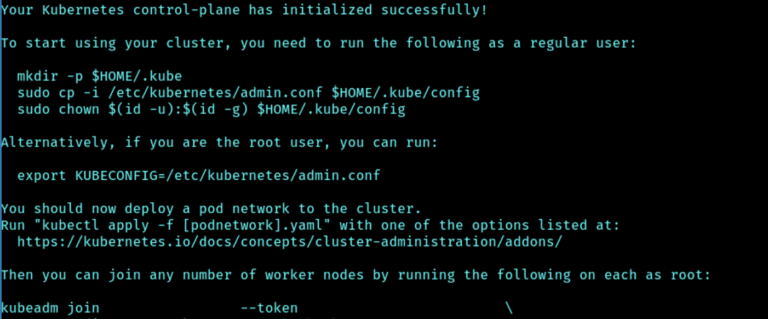 Your Kubernetes control-plane has initialized successfully!
To start using your cluster, you need to run the following as a regular user:
mkdir -p $HOME/.kube
sudo cp -i /etc/kubernetes/admin.conf $HOME/.kube/config
sudo chown $(id -u):$(id -g) $HOME/.kube/config
Alternatively, if you are the root user, you can run:
export KUBECONFIG=/etc/kubernetes/admin.conf
You should now deploy a pod network to the cluster.
Run "kubectl apply -f [podnetwork].yaml" with one of the options listed at:
https://kubernetes.io/docs/concepts/cluster-administration/addons/
Then you can join any number of worker nodes by running the following on each as root:
kubeadm join --token \